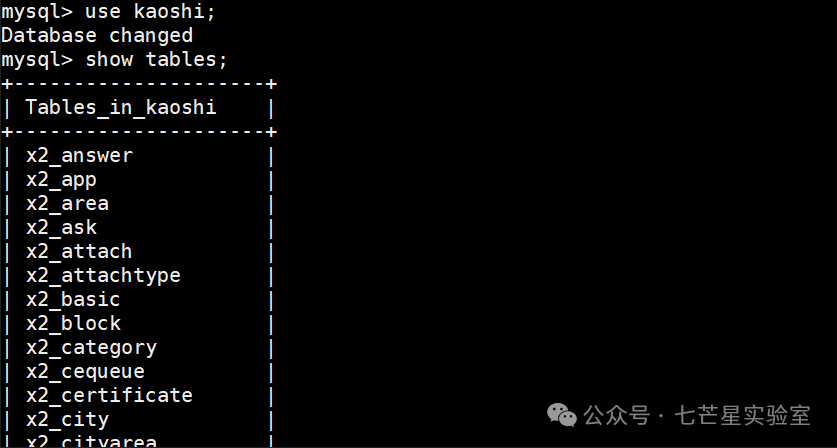 mysql> use kaoshi;
Database changed
mysql> show tables;
+---------------------+
| Tables_in_kaoshi    |
+---------------------+
| x2_answer           |
| x2_app              |
| x2_area             |
| x2_ask              |
| x2_attach           |
| x2_attachtype       |
| x2_basic            |
| x2_block            |
| x2_category         |
| x2_cequeue          |
| x2_certificate      |
| x2_city             |
| x2_cityarea         |
公众号 · 七芒星实验室